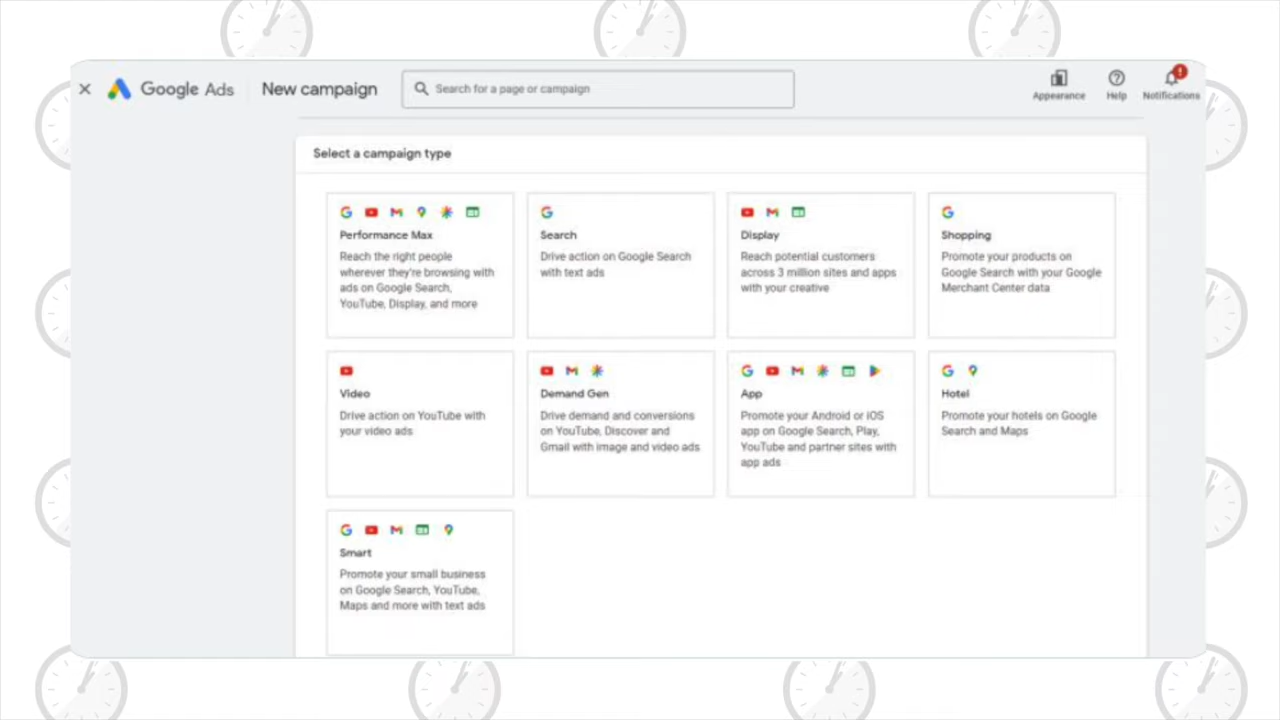 Google Ads
New campaign
Search for a page or campaign
Appearance
Help
Notifications
Select a campaign type
Performance Max
Reach the right people
wherever they're browsing with
ads on Google Search,
YouTube, Display, and more
Search
Drive action on Google Search
with text ads
Display
Reach potential customers
across 3 million sites and apps
with your creative
Shopping
Promote your products on
Google Search with your Google
Merchant Center data
Video
Drive action on YouTube with
your video ads
Demand Gen
Drive demand and conversions
on YouTube, Discover and
Gmail with image and video ads
App
Promote your Android or iOS
app on Google Search, Play,
YouTube and partner sites with
app ads
Hotel
Promote your hotels on Google
Search and Maps
Smart
Promote your small business
on Google Search, YouTube,
Maps and more with text ads